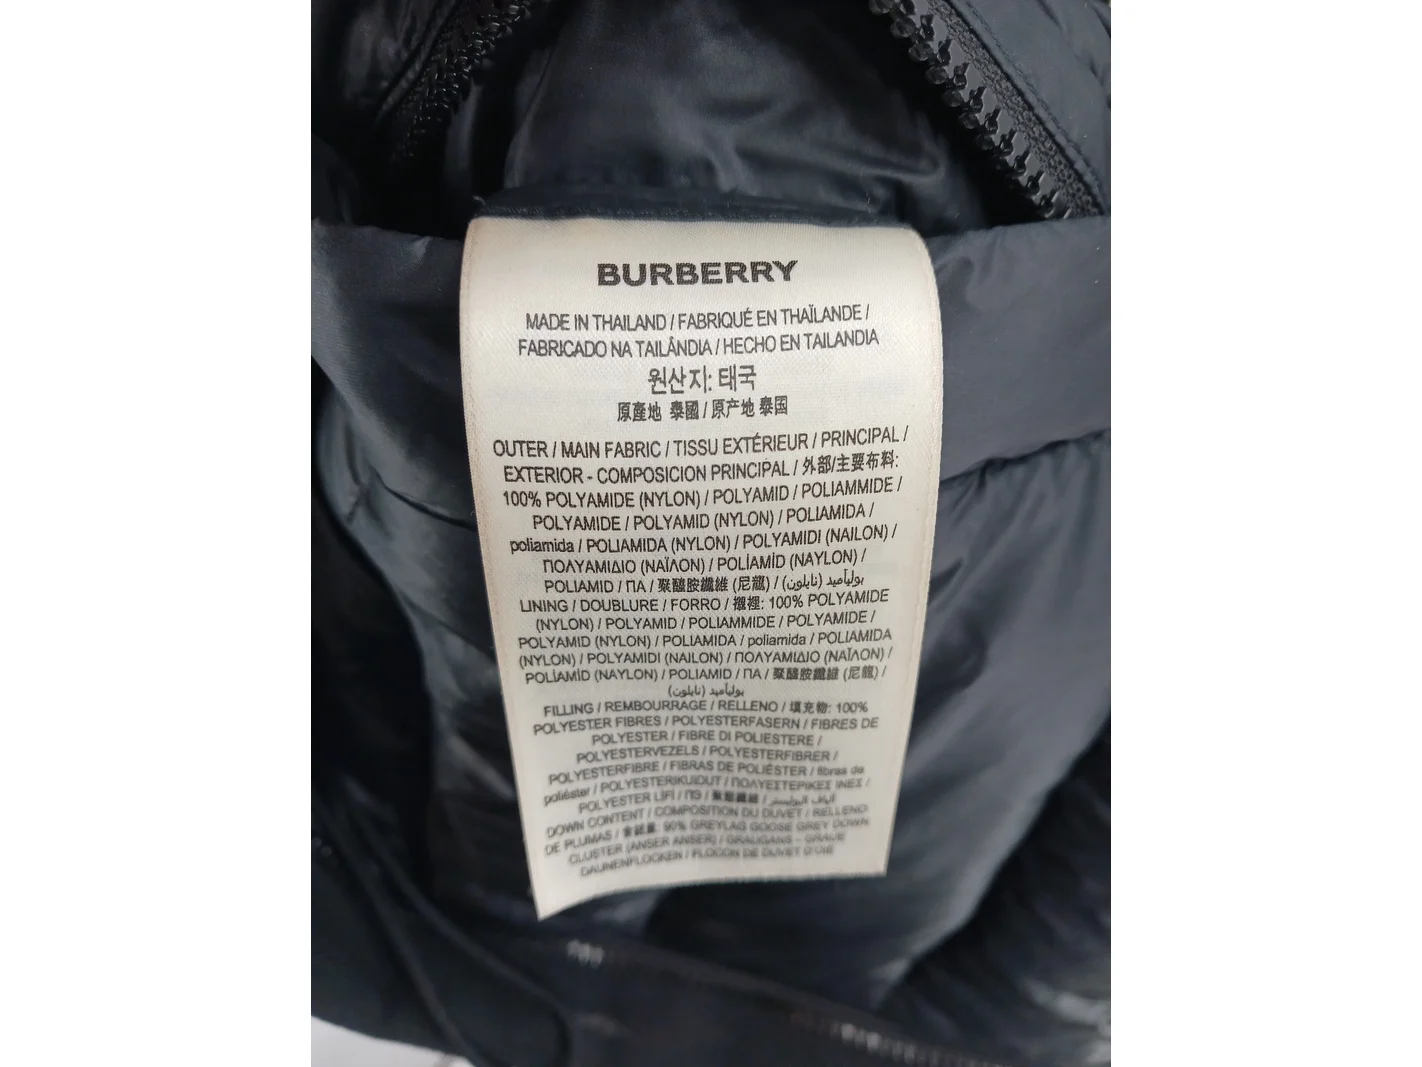 BURBERRY
MADE IN THAILAND / FABRIQUÉ EN THAÏLANDE /
FABRICADO NA TAILÂNDIA / HECHO EN TAILANDIA
원산지: 태국
原產地 泰國 / 原产地 泰国
OUTER / MAIN FABRIC / TISSU EXTÉRIEUR / PRINCIPAL /
EXTERIOR - COMPOSICION PRINCIPAL / 外部/主要布料:
100% POLYAMIDE (NYLON) / POLYAMID / POLIAMMIDE /
POLYAMIDE / POLYAMID (NYLON) / POLIAMIDA /
poliamida / POLIAMIDA (NYLON) / POLYAMIDI (NAILON) /
ΠΟΛΥΑΜΙΔΙΟ (ΝΑΪΛΟΝ) / POLİAMİD (NAYLON) /
POLIAMID / ПА / 聚醯胺纖維 (尼龍) / بوليأميد (نايلون)
LINING / DOUBLURE / FORRO / 襯裡: 100% POLYAMIDE
(NYLON) / POLYAMID / POLIAMMIDE / POLYAMIDE /
POLYAMID (NYLON) / POLIAMIDA / poliamida / POLIAMIDA
(NYLON) / POLYAMIDI (NAILON) / ΠΟΛΥΑΜΙΔΙΟ (ΝΑΪΛΟΝ) /
POLİAMİD (NAYLON) / POLIAMID / ПА / 聚醯胺纖維 (尼龍) /
بوليأميد (نايلون)
FILLING / REMBOURRAGE / RELLENO / 填充物: 100%
POLYESTER FIBRES / POLYESTERFASERN / FIBRES DE
POLYESTER / FIBRE DI POLIESTERE /
POLYESTERVEZELS / POLYESTERFIBRER /
POLYESTERFIBRE / FIBRAS DE POLIÉSTER / fibras de
poliéster / POLYESTERIKUIDUT / ΠΟΛΥΕΣΤΕΡΙΚΕΣ ΙΝΕΣ /
POLYESTER LIFI / ПЭ / 聚酯纖維 / ألياف البوليستر
DOWN CONTENT / COMPOSITION DU DUVET / RELLENO
DE PLUMAS / 含絨量: 90% GREYLAG GOOSE GREY DOWN
CLUSTER (ANSER ANSER) / GRAUGANS - GRAUE
DAUNENFLOCKEN / FLOCON DE DUVET D'OIE